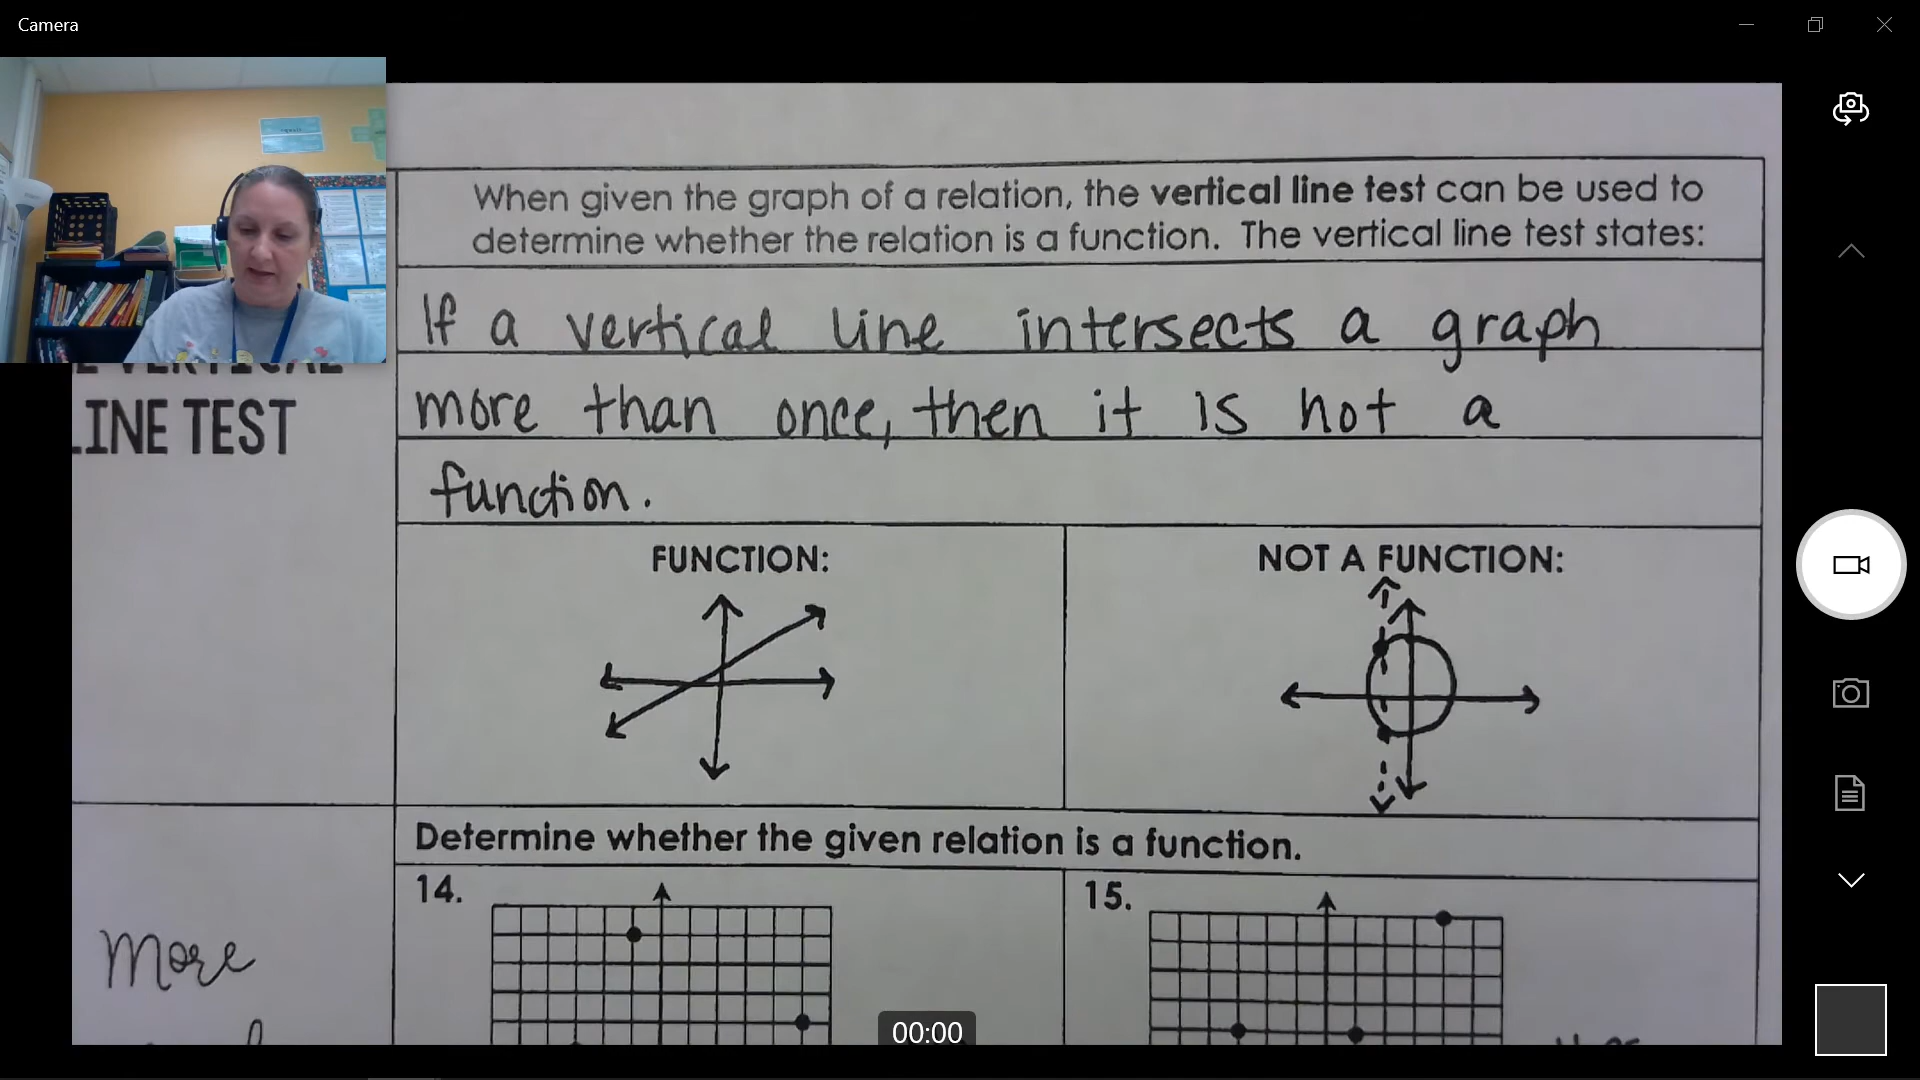 Camera
When given the graph of a relation, the vertical line test can be used to
determine whether the relation is a function. The vertical line test states:
If a vertical line intersects a graph
more than once, then it is not a
function.
VERTICAL
LINE TEST
FUNCTION:
NOT A FUNCTION:
Determine whether the given relation is a function.
14.
15.
More
00:00